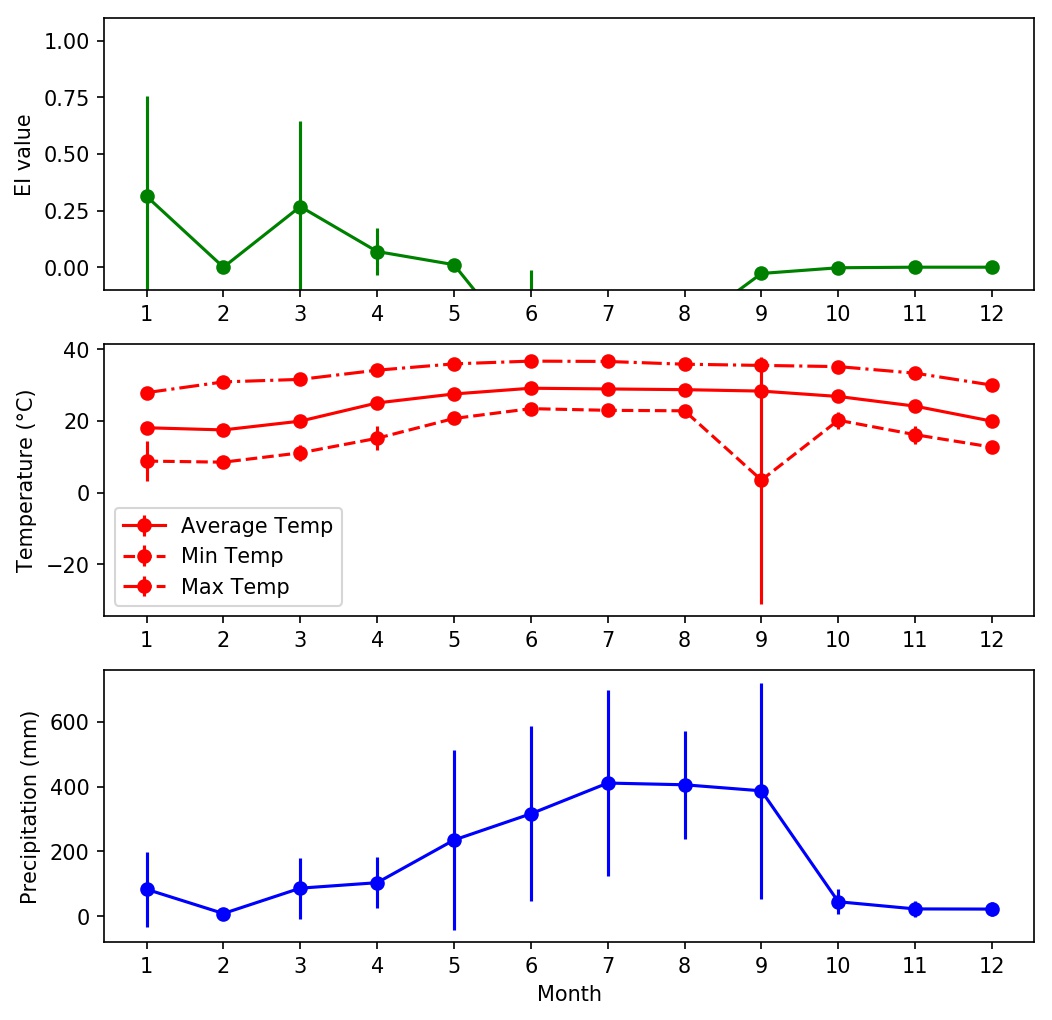 EI value
1.00
0.75
0.50
0.25
0.00
1 2 3 4 5 6 7 8 9 10 11 12
Temperature (°C)
40
20
0
−20
Average Temp
Min Temp
Max Temp
1 2 3 4 5 6 7 8 9 10 11 12
Precipitation (mm)
600
400
200
0
1 2 3 4 5 6 7 8 9 10 11 12
Month